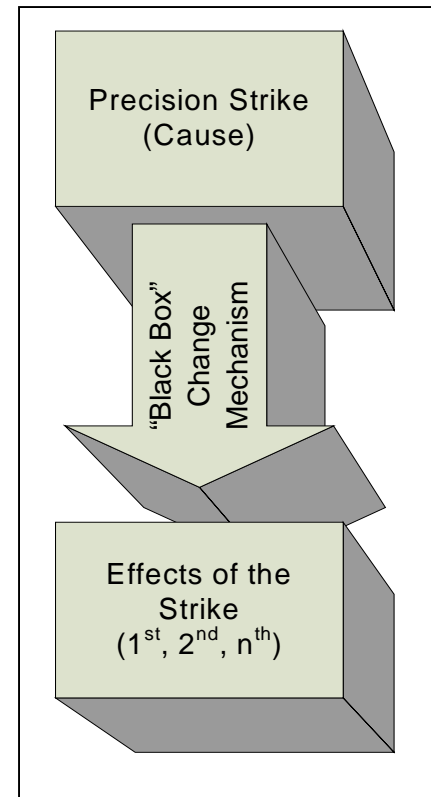 Precision Strike
(Cause)
“Black Box”
Change
Mechanism
Effects of the
Strike
(1st, 2nd, nth)